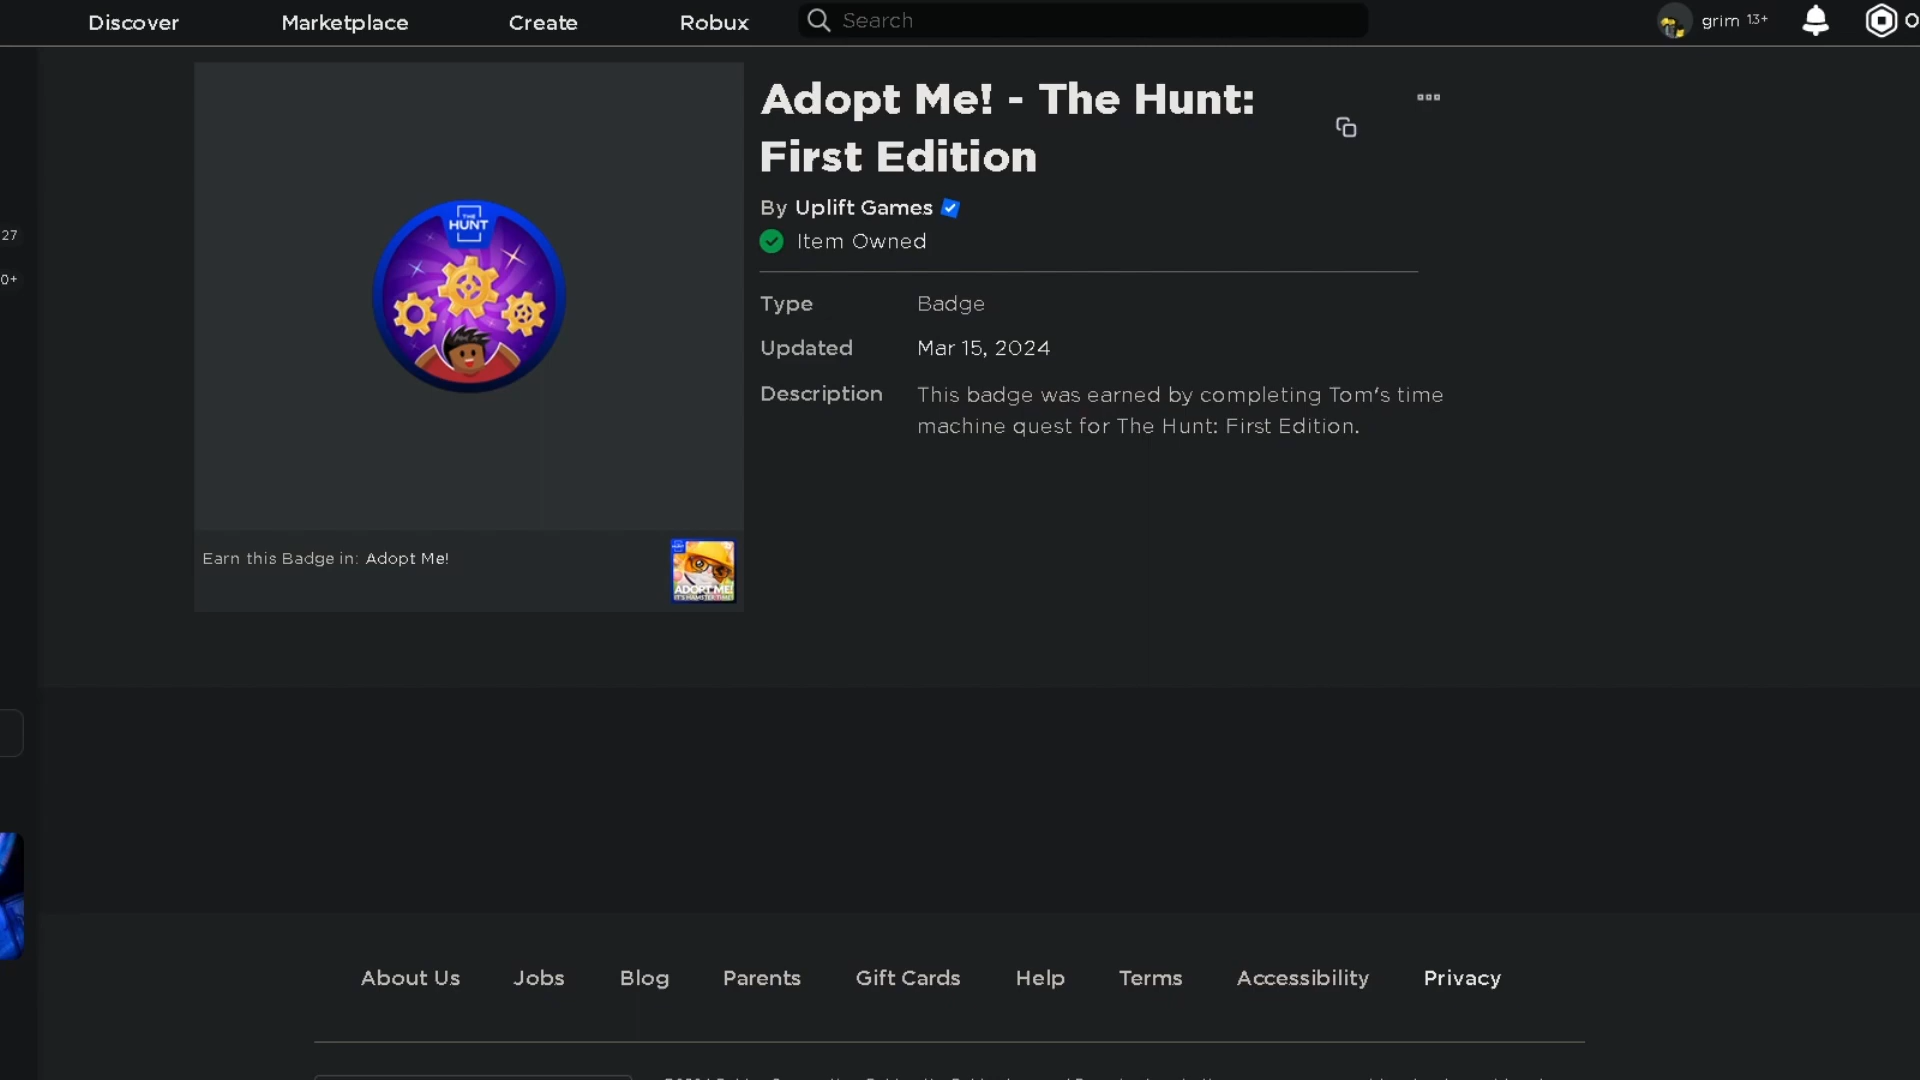 Discover Marketplace Create Robux Search grim 13+
Adopt Me! - The Hunt:
First Edition
By Uplift Games
Item Owned
THE
HUNT
Type Badge
Updated Mar 15, 2024
Description This badge was earned by completing Tom's time
machine quest for The Hunt: First Edition.
27
0+
Earn this Badge in: Adopt Me!
ADOPT ME!
About Us Jobs Blog Parents Gift Cards Help Terms Accessibility Privacy